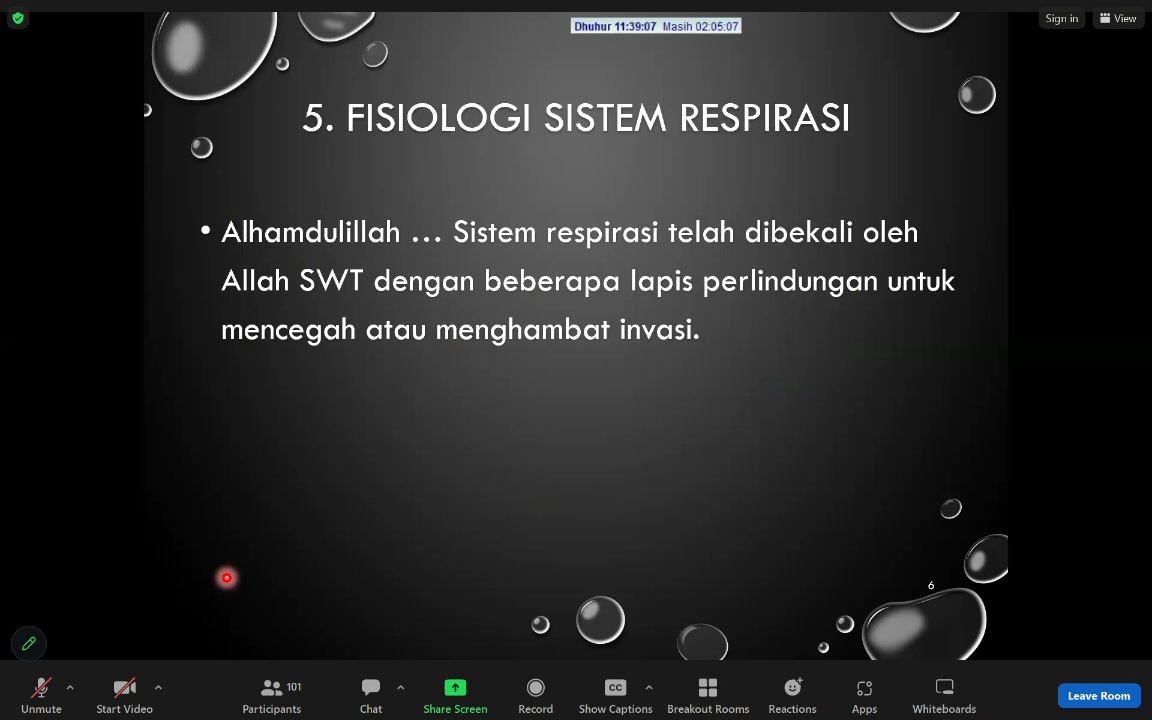 Dhuhur 11:39:07 Masih 02:05:07
Sign in
View
5. FISIOLOGI SISTEM RESPIRASI
• Alhamdulillah ... Sistem respirasi telah dibekali oleh
Allah SWT dengan beberapa lapis perlindungan untuk
mencegah atau menghambat invasi.
6
Unmute
Start Video
101
Participants
Chat
Share Screen
Record
CC
Show Captions
Breakout Rooms
Reactions
Apps
Whiteboards
Leave Room